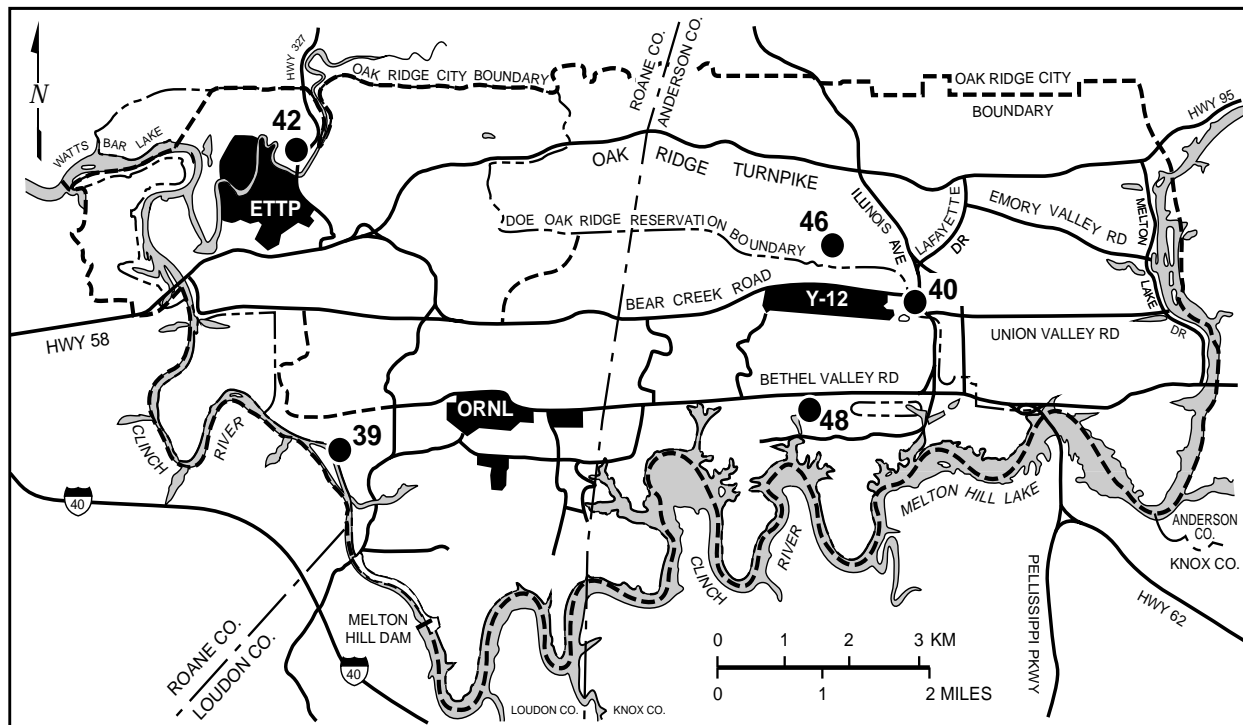 HWY 327
ROANE CO.
ANDERSON CO.
N
OAK RIDGE CITY BOUNDARY
OAK RIDGE CITY
BOUNDARY
HWY 95
42
WATTS BAR LAKE
OAK RIDGE TURNPIKE
ETTP
DOE OAK RIDGE RESERVATION BOUNDARY
46
ILLINOIS AVE
LAFAYETTE
DR
EMORY VALLEY RD
MELTON
LAKE
DR
BEAR CREEK ROAD
Y-12
40
HWY 58
UNION VALLEY RD
BETHEL VALLEY RD
ORNL
39
48
CLINCH
RIVER
40
MELTON HILL LAKE
CLINCH
RIVER
ANDERSON
CO.
KNOX CO.
PELLISSIPPI PKWY
HWY 62
ROANE CO.
LOUDON CO.
MELTON
HILL DAM
40
0 1 2 3 KM
0 1 2 MILES
LOUDON CO.
KNOX CO.